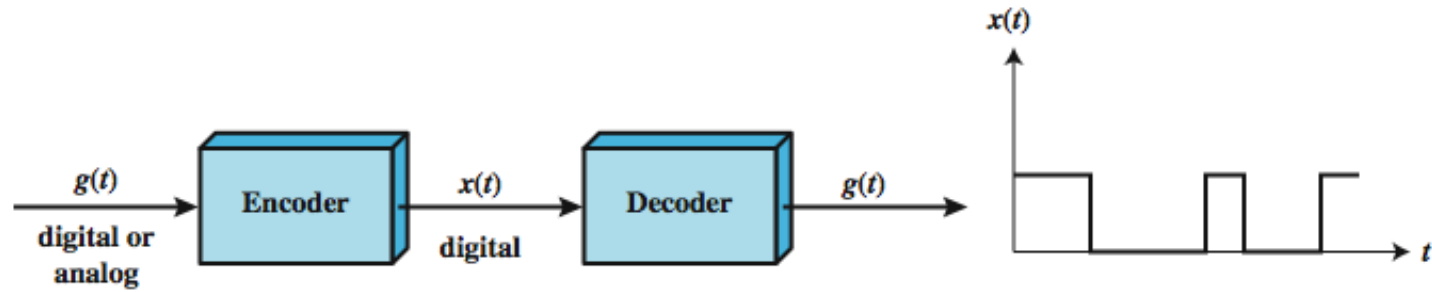 g(t)
digital or
analog
Encoder
x(t)
digital
Decoder
g(t)
x(t)
t